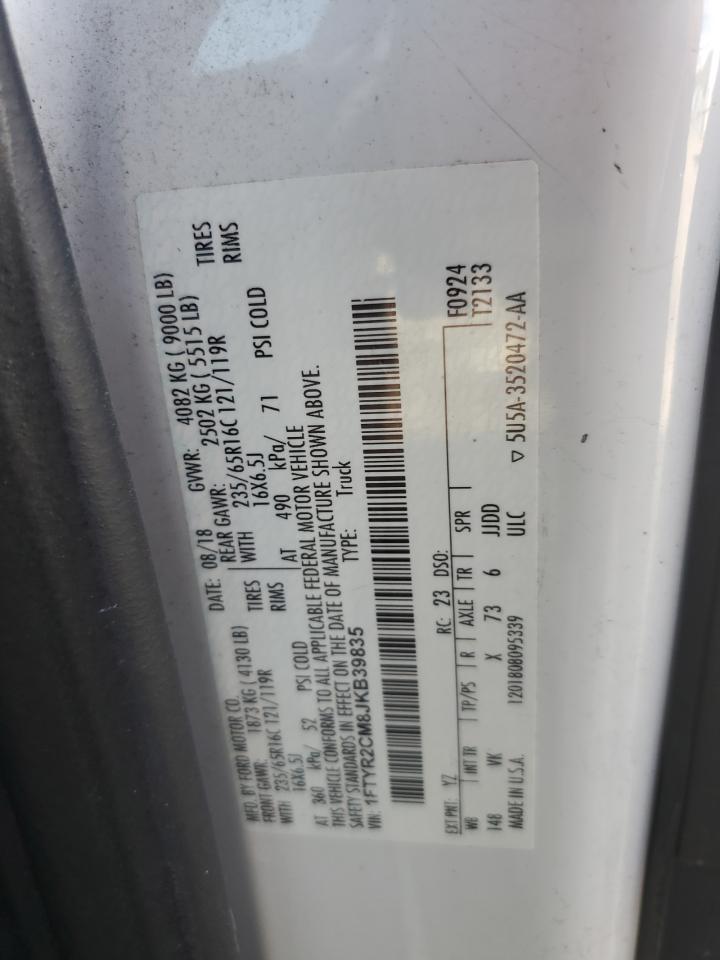 MFD. BY FORD MOTOR CO. DATE: 08/18 GVWR: 4082 KG ( 9000 LB)
FRONT GAWR: 1873 KG ( 4130 LB) REAR GAWR: 2502 KG ( 5515 LB)
WITH 235/65R16C 121/119R TIRES WITH 235/65R16C 121/119R TIRES
16X6.5J RIMS 16X6.5J RIMS
AT 360 kPa/ 52 PSI COLD AT 490 kPa/ 71 PSI COLD
THIS VEHICLE CONFORMS TO ALL APPLICABLE FEDERAL MOTOR VEHICLE
SAFETY STANDARDS IN EFFECT ON THE DATE OF MANUFACTURE SHOWN ABOVE.
VIN: 1FTYR2CM8JKB39835 TYPE: Truck
EXT PNT: YZ RC: 23 DSO: F0924
WB INT TR TP/PS R AXLE TR SPR T2133
148 VK X 73 6 JJDD
MADE IN U.S.A. 1201808095339 ULC ▽ 5U5A-3520472-AA